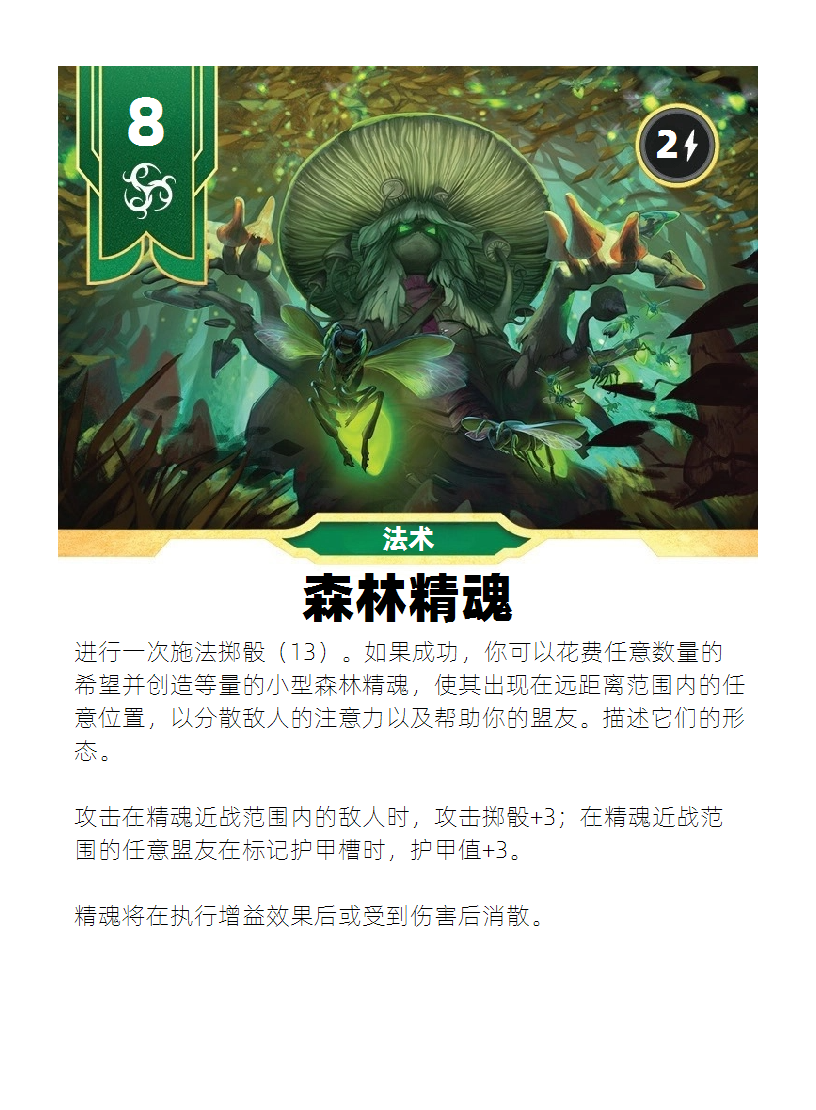 8
2
法术
森林精魂
进行一次施法掷骰（13）。如果成功，你可以花费任意数量的
希望并创造等量的小型森林精魂，使其出现在远距离范围内的任
意位置，以分散敌人的注意力以及帮助你的盟友。描述它们的形
态。
攻击在精魂近战范围内的敌人时，攻击掷骰+3；在精魂近战范
围的任意盟友在标记护甲槽时，护甲值+3。
精魂将在执行增益效果后或受到伤害后消散。